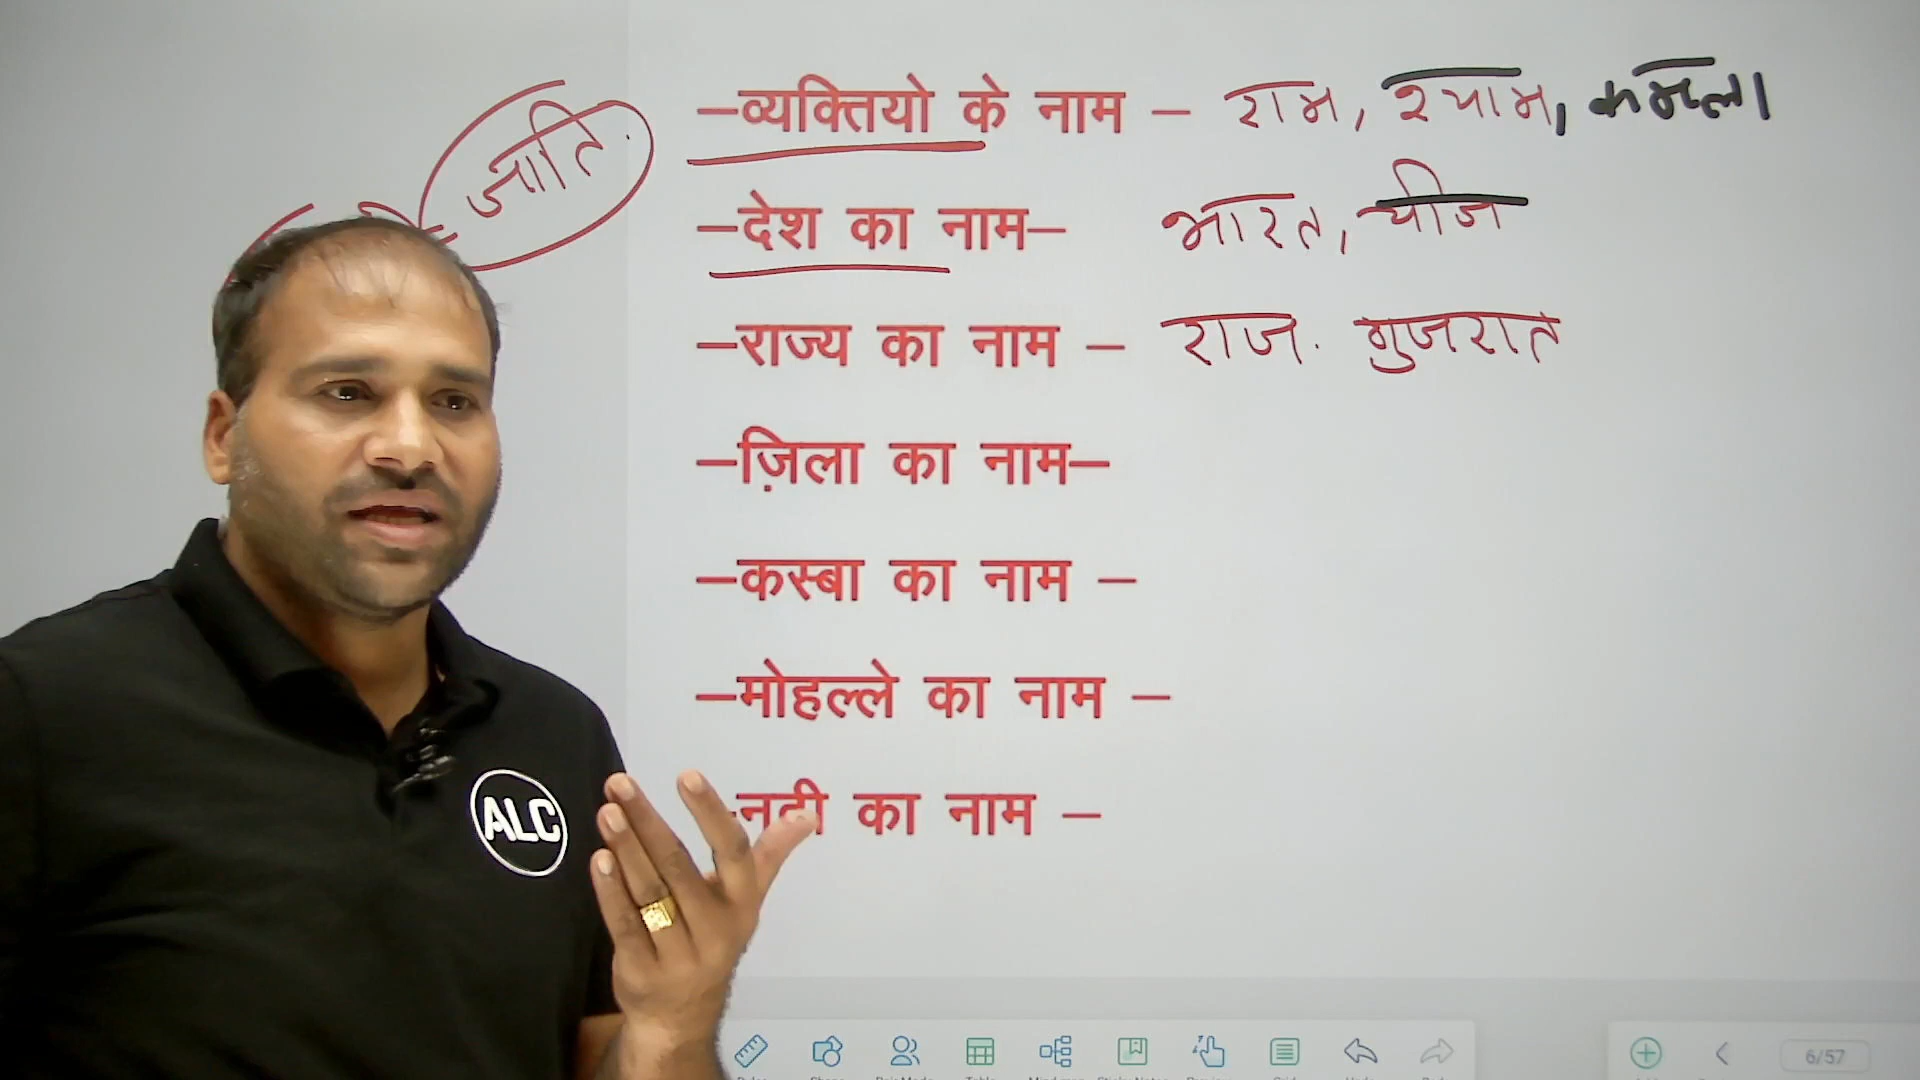 जाति.
–व्यक्तियो के नाम – राम, श्याम, कमला
–देश का नाम– भारत, चीन
–राज्य का नाम – राज. गुजरात
–ज़िला का नाम–
–कस्बा का नाम –
–मोहल्ले का नाम –
-नदी का नाम –
ALC
6/57